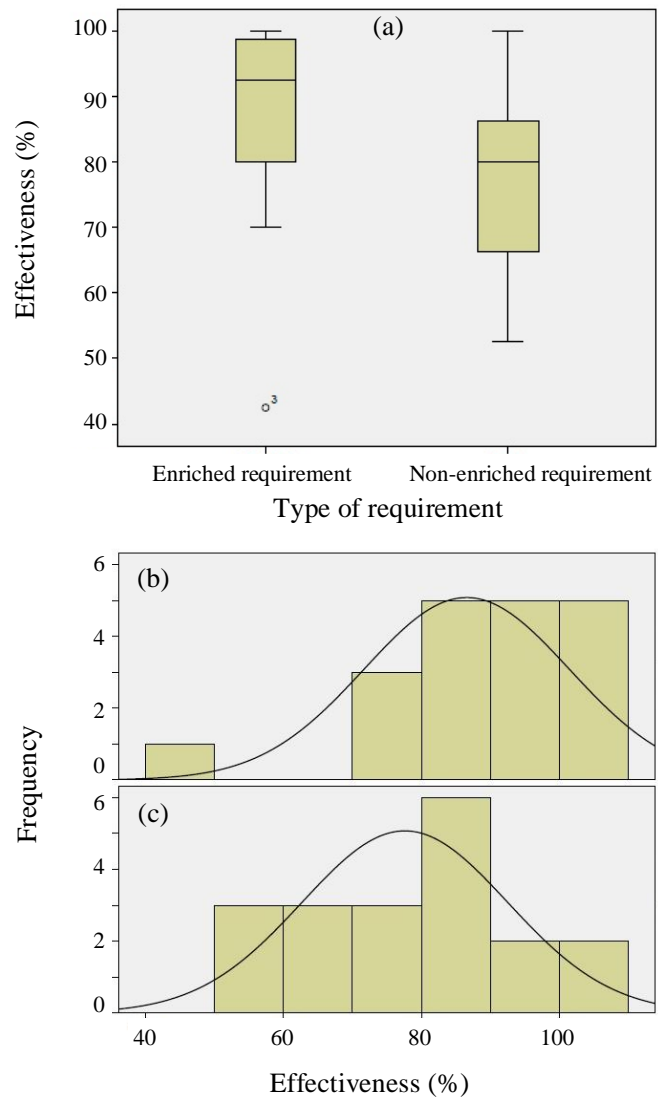 (a)
100
90
80
70
60
50
40
Effectiveness (%)
3
Enriched requirement Non-enriched requirement
Type of requirement
(b)
6
4
2
0
Frequency
(c)
6
4
2
0
40 60 80 100
Effectiveness (%)